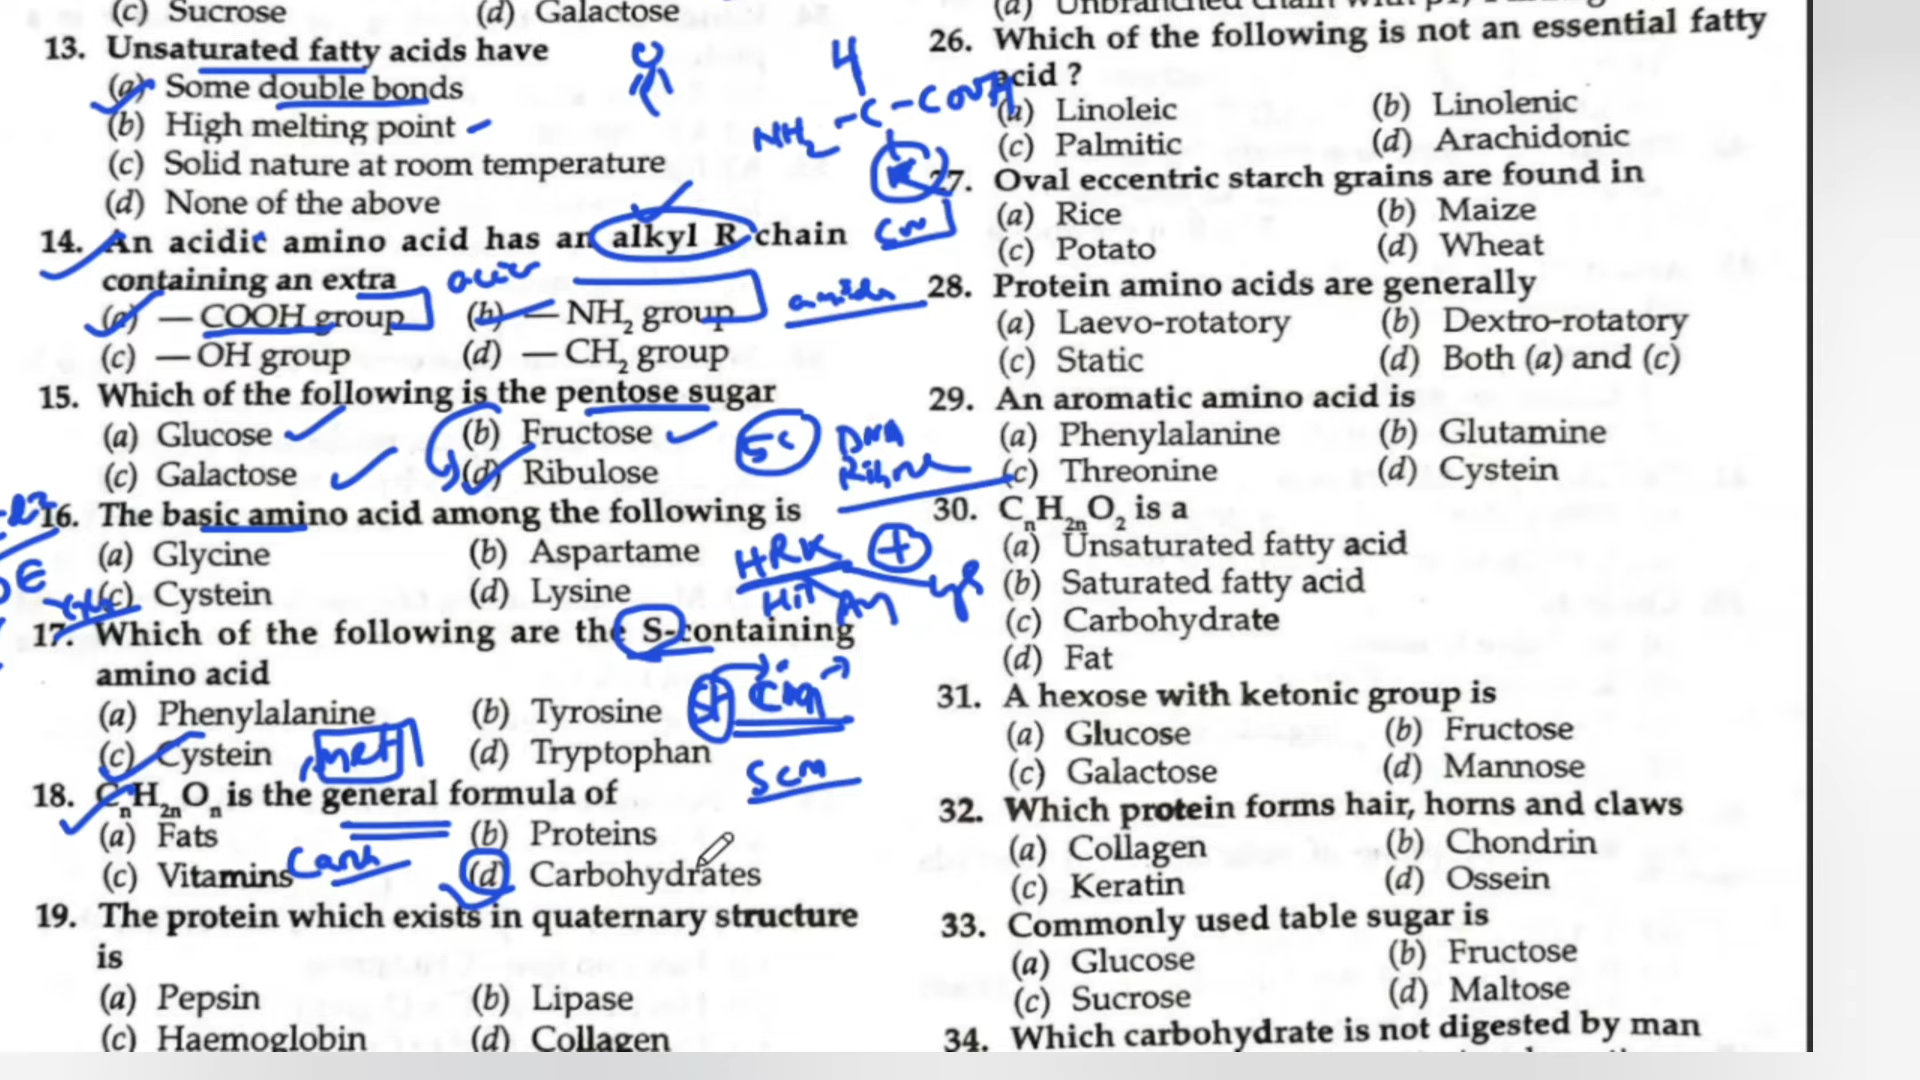 (c) Sucrose (d) Galactose
13. Unsaturated fatty acids have
(a) Some double bonds
(b) High melting point
(c) Solid nature at room temperature
(d) None of the above
14. An acidic amino acid has an alkyl R chain
containing an extra
(a) — COOH group (b) — NH₂ group
(c) — OH group (d) — CH₂ group
15. Which of the following is the pentose sugar
(a) Glucose (b) Fructose
(c) Galactose (d) Ribulose
16. The basic amino acid among the following is
(a) Glycine (b) Aspartame
(c) Cystein (d) Lysine
17. Which of the following are the S-containing
amino acid
(a) Phenylalanine (b) Tyrosine
(c) Cystein (d) Tryptophan
18. CₙH₂ₙOₙ is the general formula of
(a) Fats (b) Proteins
(c) Vitamins (d) Carbohydrates
19. The protein which exists in quaternary structure
is
(a) Pepsin (b) Lipase
(c) Haemoglobin (d) Collagen
26. Which of the following is not an essential fatty
acid ?
(a) Linoleic (b) Linolenic
(c) Palmitic (d) Arachidonic
27. Oval eccentric starch grains are found in
(a) Rice (b) Maize
(c) Potato (d) Wheat
28. Protein amino acids are generally
(a) Laevo-rotatory (b) Dextro-rotatory
(c) Static (d) Both (a) and (c)
29. An aromatic amino acid is
(a) Phenylalanine (b) Glutamine
(c) Threonine (d) Cystein
30. CₙH₂ₙO₂ is a
(a) Unsaturated fatty acid
(b) Saturated fatty acid
(c) Carbohydrate
(d) Fat
31. A hexose with ketonic group is
(a) Glucose (b) Fructose
(c) Galactose (d) Mannose
32. Which protein forms hair, horns and claws
(a) Collagen (b) Chondrin
(c) Keratin (d) Ossein
33. Commonly used table sugar is
(a) Glucose (b) Fructose
(c) Sucrose (d) Maltose
34. Which carbohydrate is not digested by man
NH₂ - C - COOH
R
5C
DNA
HRK +